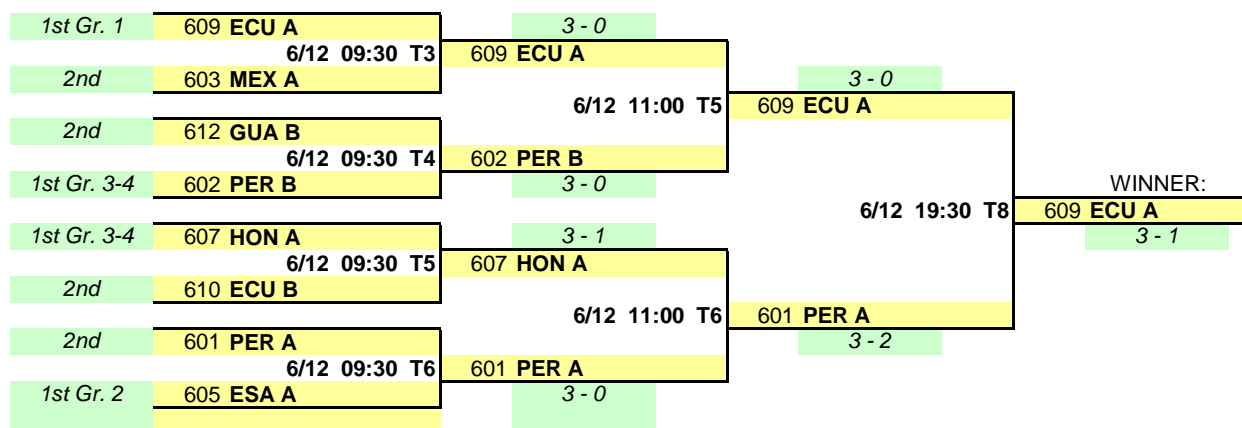 1st Gr. 1 609 ECU A 3 - 0
6/12 09:30 T3 609 ECU A
2nd 603 MEX A 3 - 0
6/12 11:00 T5 609 ECU A
2nd 612 GUA B
6/12 09:30 T4 602 PER B
1st Gr. 3-4 602 PER B 3 - 0 WINNER:
6/12 19:30 T8 609 ECU A
1st Gr. 3-4 607 HON A 3 - 1 3 - 1
6/12 09:30 T5 607 HON A
2nd 610 ECU B
6/12 11:00 T6 601 PER A
2nd 601 PER A 3 - 2
6/12 09:30 T6 601 PER A
1st Gr. 2 605 ESA A 3 - 0